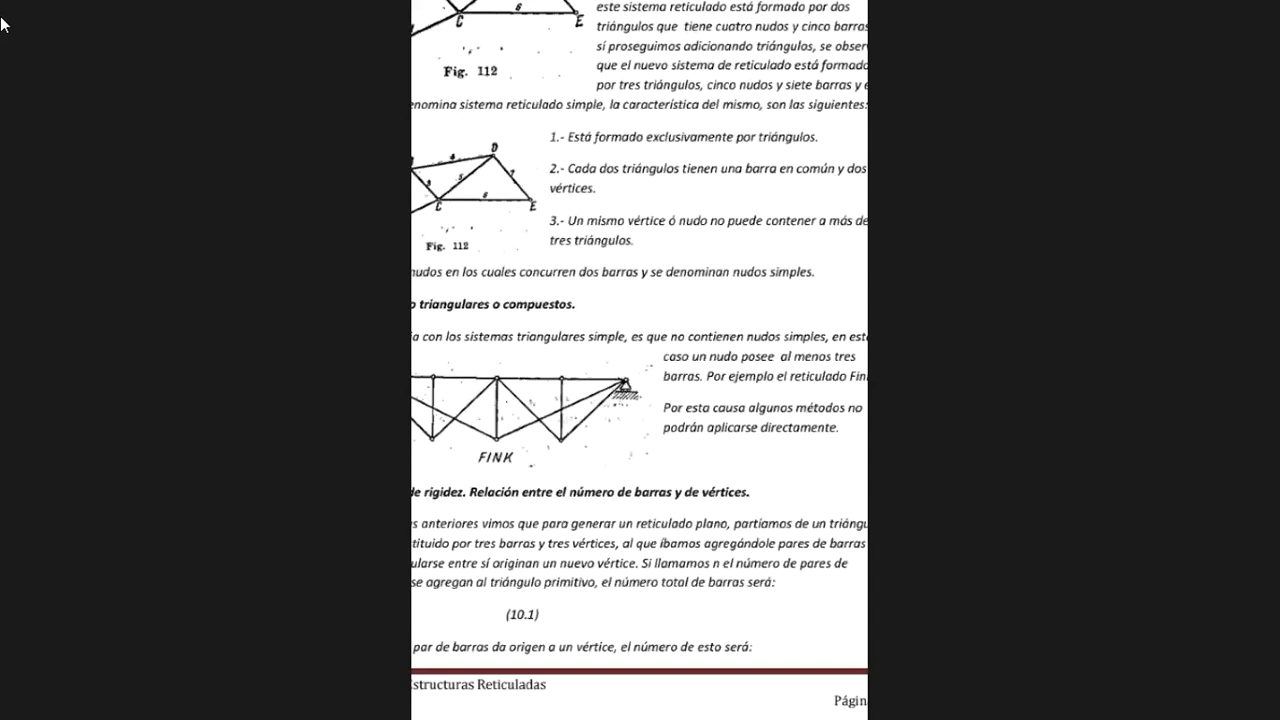 C 6 E
este sistema reticulado está formado por dos
triángulos que tiene cuatro nudos y cinco barras
sí proseguimos adicionando triángulos, se obser
que el nuevo sistema de reticulado está formado
Fig. 112
por tres triángulos, cinco nudos y siete barras y e
enomina sistema reticulado simple, la característica del mismo, son las siguientes:
1.- Está formado exclusivamente por triángulos.
D
4
2.- Cada dos triángulos tienen una barra en común y dos
3 5 7
vértices.
6
C E
3.- Un mismo vértice ó nudo no puede contener a más de
tres triángulos.
Fig. 112
nudos en los cuales concurren dos barras y se denominan nudos simples.
o triangulares o compuestos.
ia con los sistemas triangulares simple, es que no contienen nudos simples, en est
caso un nudo posee al menos tres
barras. Por ejemplo el reticulado Fin
Por esta causa algunos métodos no
podrán aplicarse directamente.
FINK
de rigidez. Relación entre el número de barras y de vértices.
s anteriores vimos que para generar un reticulado plano, partíamos de un triángu
tituido por tres barras y tres vértices, al que íbamos agregándole pares de barras
ularse entre sí originan un nuevo vértice. Si llamamos n el número de pares de
se agregan al triángulo primitivo, el número total de barras será:
(10.1)
par de barras da origen a un vértice, el número de esto será:
Estructuras Reticuladas
Págin